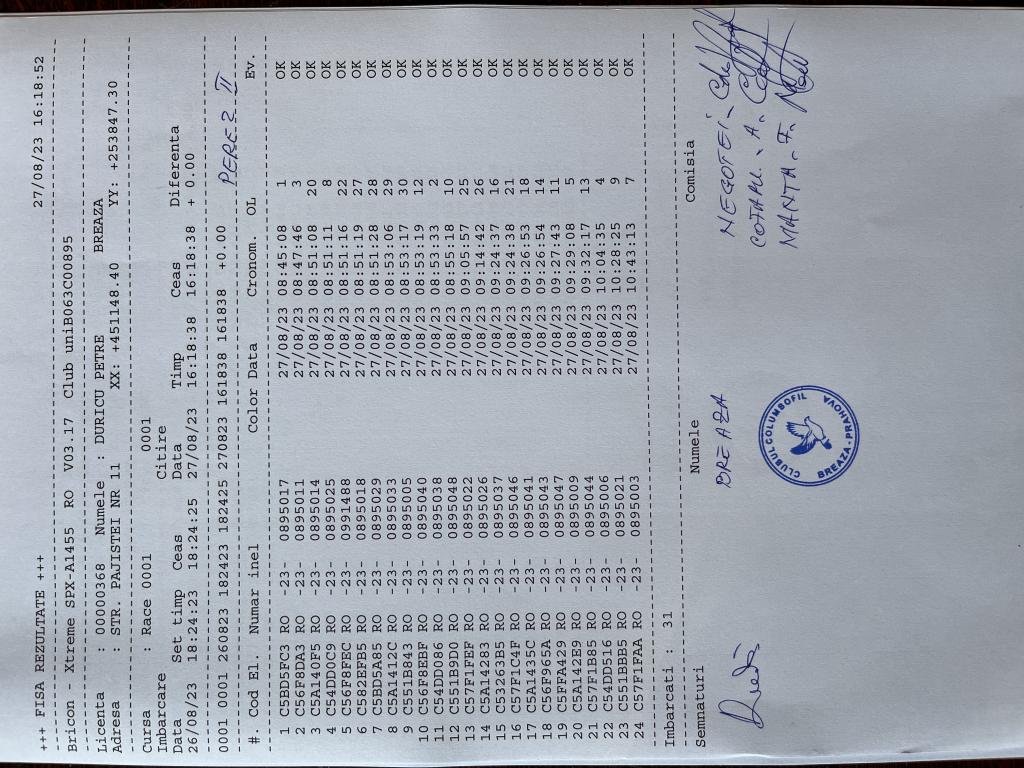 +++ FISA REZULTATE +++ 27/08/23 16:18:52
Bricon - Xtreme SPX-A1455 RO V03.17 Club uniB063C00895
Licenta : 00000368 Numele : DURICU PETRE BREAZA
Adresa : STR. PAJISTEI NR 11 XX: +451148.40 YY: +253847.30
Cursa : Race 0001 0001
Imbarcare Citire
Data Set timp Ceas Data Timp Ceas Diferenta
26/08/23 18:24:23 18:24:25 27/08/23 16:18:38 16:18:38 + 0.00
0001 0001 260823 182423 182425 270823 161838 161838 +0.00 PERES II
#. Cod El. Numar inel Color Data Cronom. OL Ev.
1 C5BD5FC3 RO -23- 0895017 27/08/23 08:45:08 1 OK
2 C56F8DA3 RO -23- 0895011 27/08/23 08:47:46 3 OK
3 C5A140F5 RO -23- 0895014 27/08/23 08:51:08 20 OK
4 C54DD0C9 RO -23- 0895025 27/08/23 08:51:11 8 OK
5 C56F8FEC RO -23- 0991488 27/08/23 08:51:16 22 OK
6 C582EFB5 RO -23- 0895018 27/08/23 08:51:19 27 OK
7 C5BD5A85 RO -23- 0895029 27/08/23 08:51:28 28 OK
8 C5A1412C RO -23- 0895033 27/08/23 08:53:06 29 OK
9 C551B843 RO -23- 0895005 27/08/23 08:53:17 30 OK
10 C56F8EBF RO -23- 0895040 27/08/23 08:53:19 12 OK
11 C54DD086 RO -23- 0895038 27/08/23 08:53:33 2 OK
12 C551B9D0 RO -23- 0895048 27/08/23 08:55:18 10 OK
13 C57F1FEF RO -23- 0895022 27/08/23 09:05:57 25 OK
14 C5A14283 RO -23- 0895026 27/08/23 09:14:42 26 OK
15 C53263B5 RO -23- 0895037 27/08/23 09:24:37 16 OK
16 C57F1C4F RO -23- 0895046 27/08/23 09:24:38 21 OK
17 C5A1435C RO -23- 0895041 27/08/23 09:26:53 18 OK
18 C56F965A RO -23- 0895043 27/08/23 09:26:54 14 OK
19 C5FFA429 RO -23- 0895047 27/08/23 09:27:43 11 OK
20 C5A142E9 RO -23- 0895009 27/08/23 09:29:08 5 OK
21 C57F1B85 RO -23- 0895044 27/08/23 09:32:17 13 OK
22 C54DD516 RO -23- 0895006 27/08/23 10:04:35 4 OK
23 C551BBB5 RO -23- 0895021 27/08/23 10:28:25 9 OK
24 C57F1FAA RO -23- 0895003 27/08/23 10:43:13 7 OK
Imbarcati : 31
Semnaturi Numele Comisia
BREAZA NEGOTEI
COTARU. A.
MANTA. F.
CLUBUL COLUMBOFIL
BREAZA-PRAHOVA